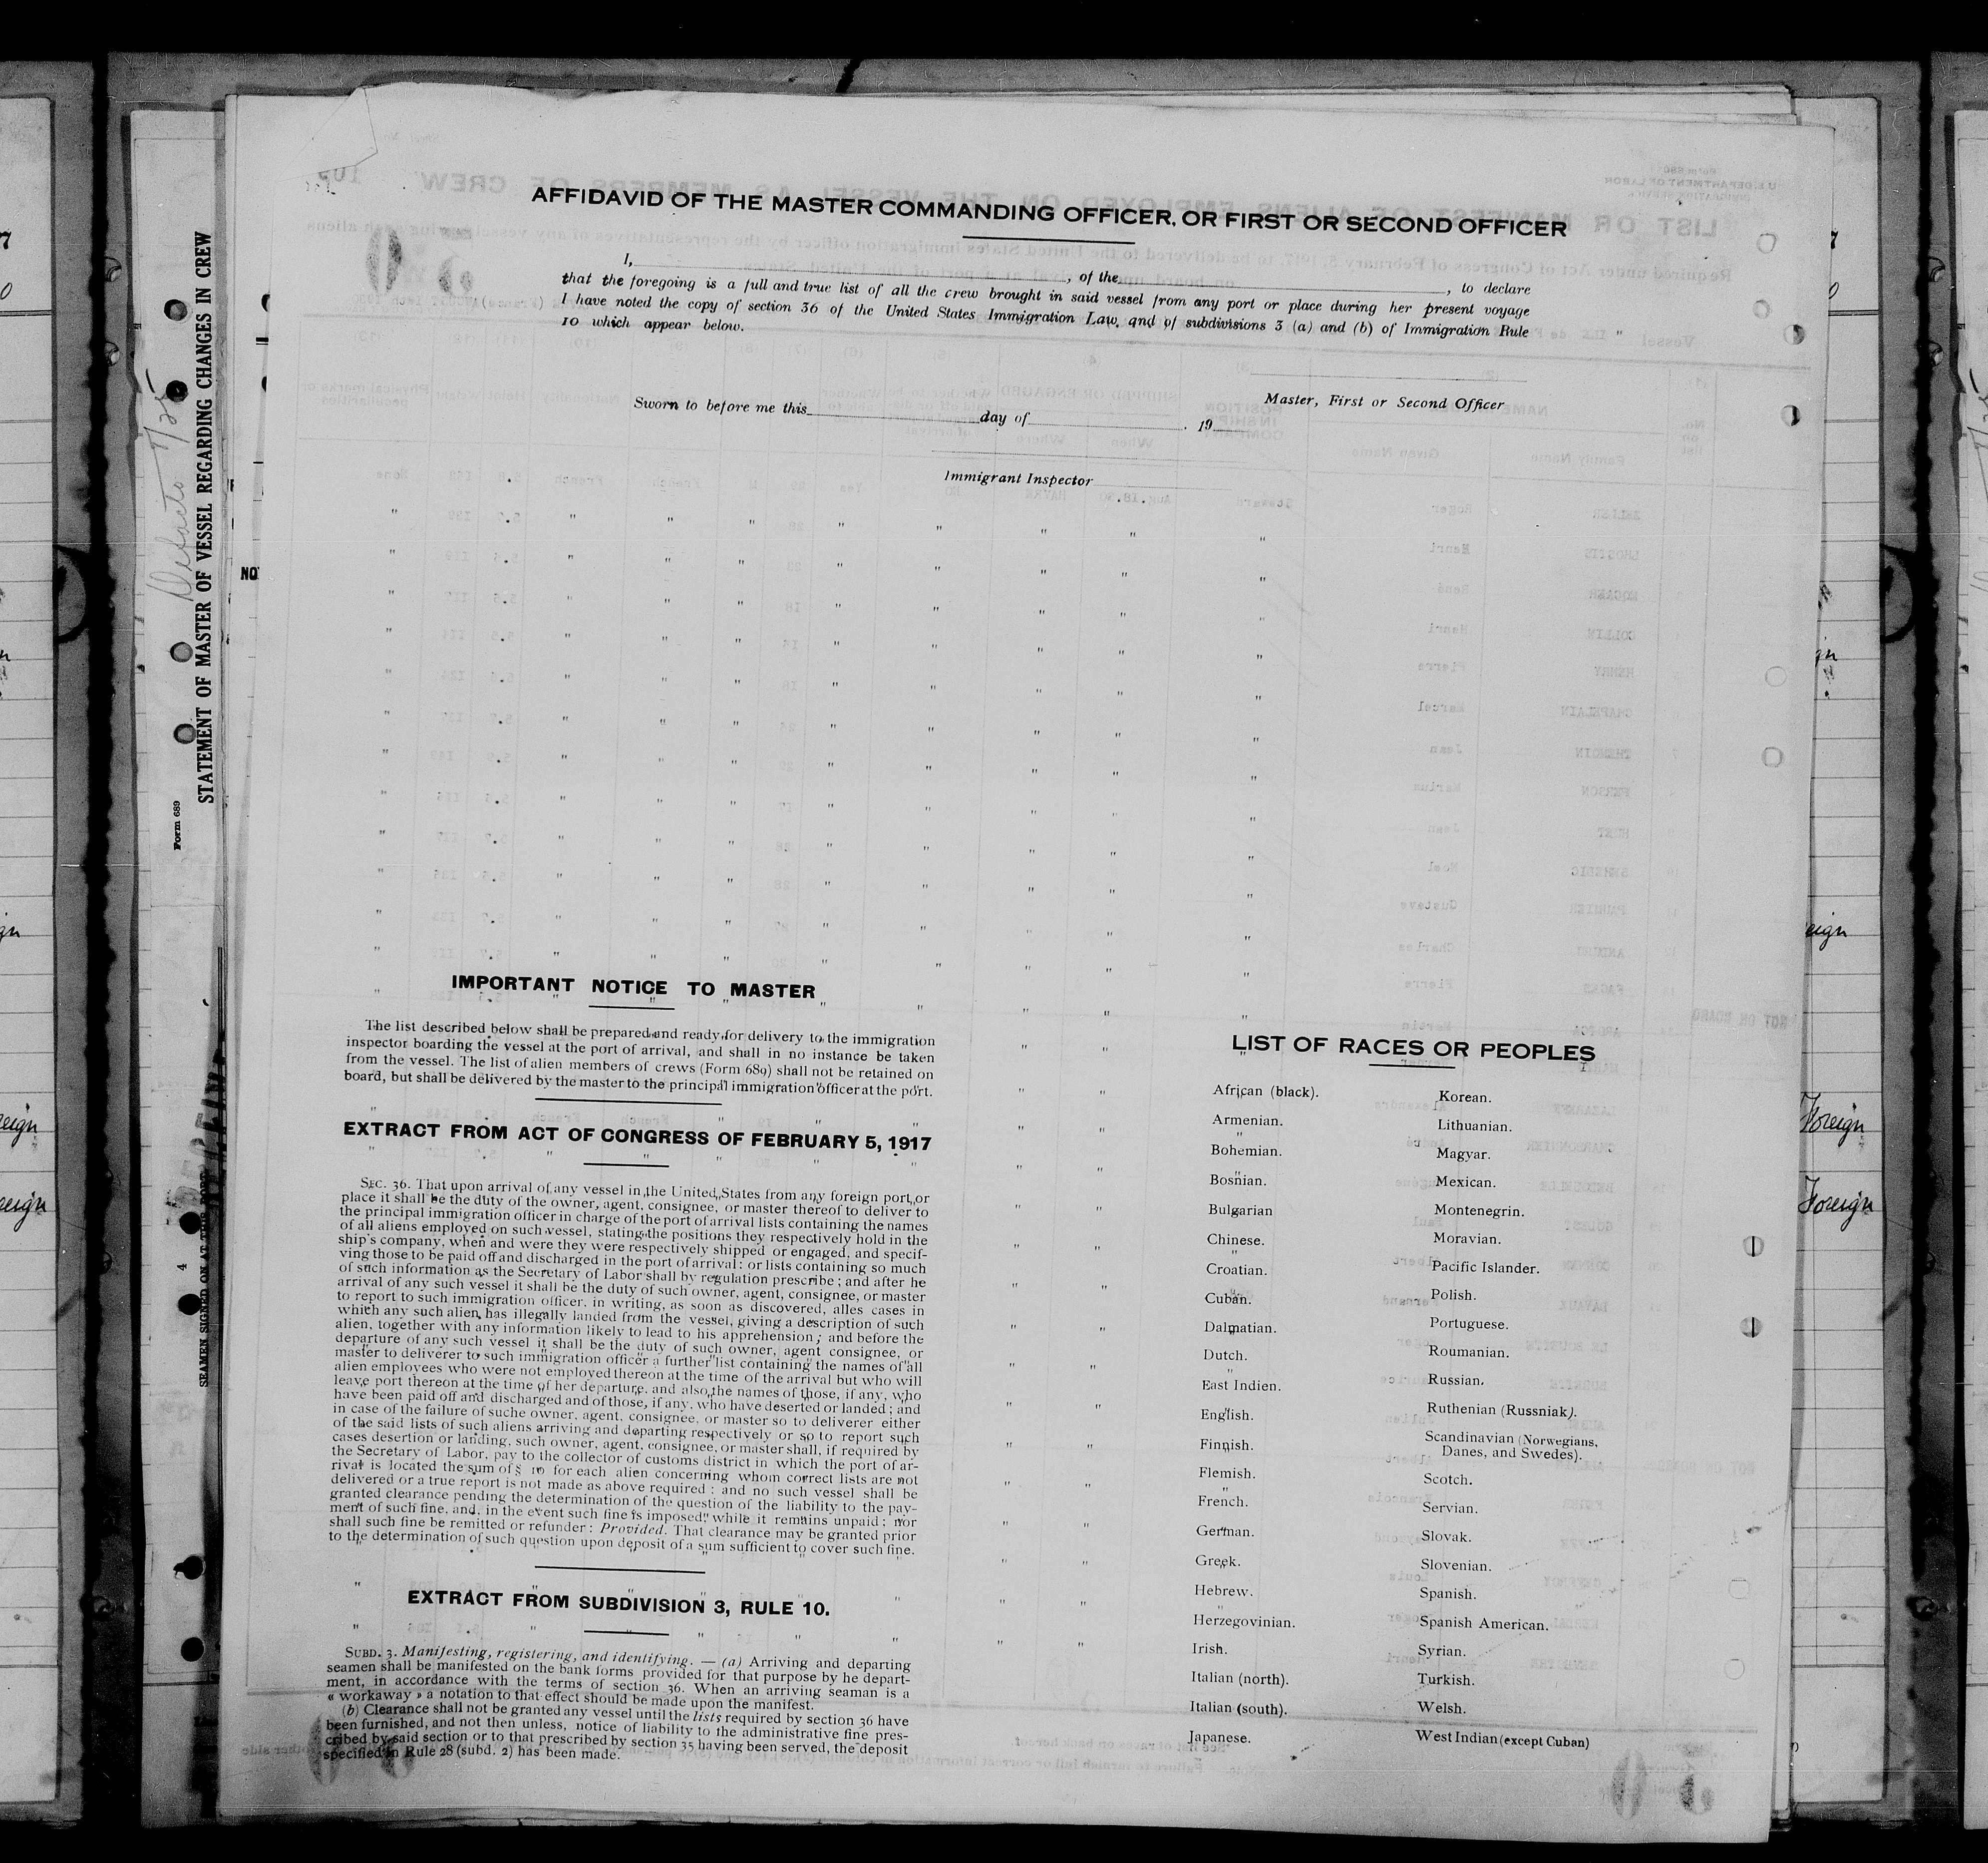 AFFIDAVID OF THE MASTER COMMANDING OFFICER, OR FIRST OR SECOND OFFICER
I, , of the , to declare
that the foregoing is a full and true list of all the crew brought in said vessel from any port or place during her present voyage
I have noted the copy of section 36 of the United States Immigration Law, and of subdivisions 3 (a) and (b) of Immigration Rule
10 which appear below.
Master, First or Second Officer
Sworn to before me this day of . 19
Immigrant Inspector
IMPORTANT NOTICE TO MASTER
The list described below shall be prepared and ready for delivery to the immigration
inspector boarding the vessel at the port of arrival, and shall in no instance be taken
from the vessel. The list of alien members of crews (Form 689) shall not be retained on
board, but shall be delivered by the master to the principal immigration officer at the port.
EXTRACT FROM ACT OF CONGRESS OF FEBRUARY 5, 1917
SEC. 36. That upon arrival of any vessel in the United States from any foreign port or
place it shall be the duty of the owner, agent, consignee, or master thereof to deliver to
the principal immigration officer in charge of the port of arrival lists containing the names
of all aliens employed on such vessel, stating the positions they respectively hold in the
ship's company, when and were they were respectively shipped or engaged, and specif-
ving those to be paid off and discharged in the port of arrival: or lists containing so much
of such information as the Secretary of Labor shall by regulation prescribe; and after he
arrival of any such vessel it shall be the duty of such owner, agent, consignee, or master
to report to such immigration officer, in writing, as soon as discovered, alles cases in
which any such alien has illegally landed from the vessel, giving a description of such
alien, together with any information likely to lead to his apprehension; and before the
departure of any such vessel it shall be the duty of such owner, agent consignee, or
master to deliverer to such immigration officer a further list containing the names of all
alien employees who were not employed thereon at the time of the arrival but who will
leave port thereon at the time of her departure, and also the names of those, if any, who
have been paid off and discharged and of those, if any, who have deserted or landed; and
in case of the failure of suche owner, agent, consignee, or master so to deliverer either
of the said lists of such aliens arriving and departing respectively or so to report such
cases desertion or landing, such owner, agent, consignee, or master shall, if required by
the Secretary of Labor, pay to the collector of customs district in which the port of ar-
rival is located the sum of $ 10 for each alien concerning whom correct lists are not
delivered or a true report is not made as above required: and no such vessel shall be
granted clearance pending the determination of the question of the liability to the pay-
ment of such fine, and, in the event such fine is imposed, while it remains unpaid; nor
shall such fine be remitted or refunder: Provided. That clearance may be granted prior
to the determination of such question upon deposit of a sum sufficient to cover such fine.
EXTRACT FROM SUBDIVISION 3, RULE 10.
SUBD. 3. Manifesting, registering, and identifying. — (a) Arriving and departing
seamen shall be manifested on the bank forms provided for that purpose by he depart-
ment, in accordance with the terms of section 36. When an arriving seaman is a
« workaway » a notation to that effect should be made upon the manifest.
(b) Clearance shall not be granted any vessel until the lists required by section 36 have
been furnished, and not then unless, notice of liability to the administrative fine pres-
cribed by said section or to that prescribed by section 35 having been served, the deposit
specified in Rule 28 (subd. 2) has been made.
LIST OF RACES OR PEOPLES
African (black).
Armenian.
Bohemian.
Bosnian.
Bulgarian
Chinese.
Croatian.
Cuban.
Dalmatian.
Dutch.
East Indien.
English.
Finnish.
Flemish.
French.
German.
Greek.
Hebrew.
Herzegovinian.
Irish.
Italian (north).
Italian (south).
Japanese.
Korean.
Lithuanian.
Magyar.
Mexican.
Montenegrin.
Moravian.
Pacific Islander.
Polish.
Portuguese.
Roumanian.
Russian.
Ruthenian (Russniak).
Scandinavian (Norwegians,
Danes, and Swedes).
Scotch.
Servian.
Slovak.
Slovenian.
Spanish.
Spanish American.
Syrian.
Turkish.
Welsh.
West Indian (except Cuban)
STATEMENT OF MASTER OF VESSEL REGARDING CHANGES IN CREW
Form 689
SEAMEN SIGNED ON AT THE PORT
4
NO
Foreign
Foreign